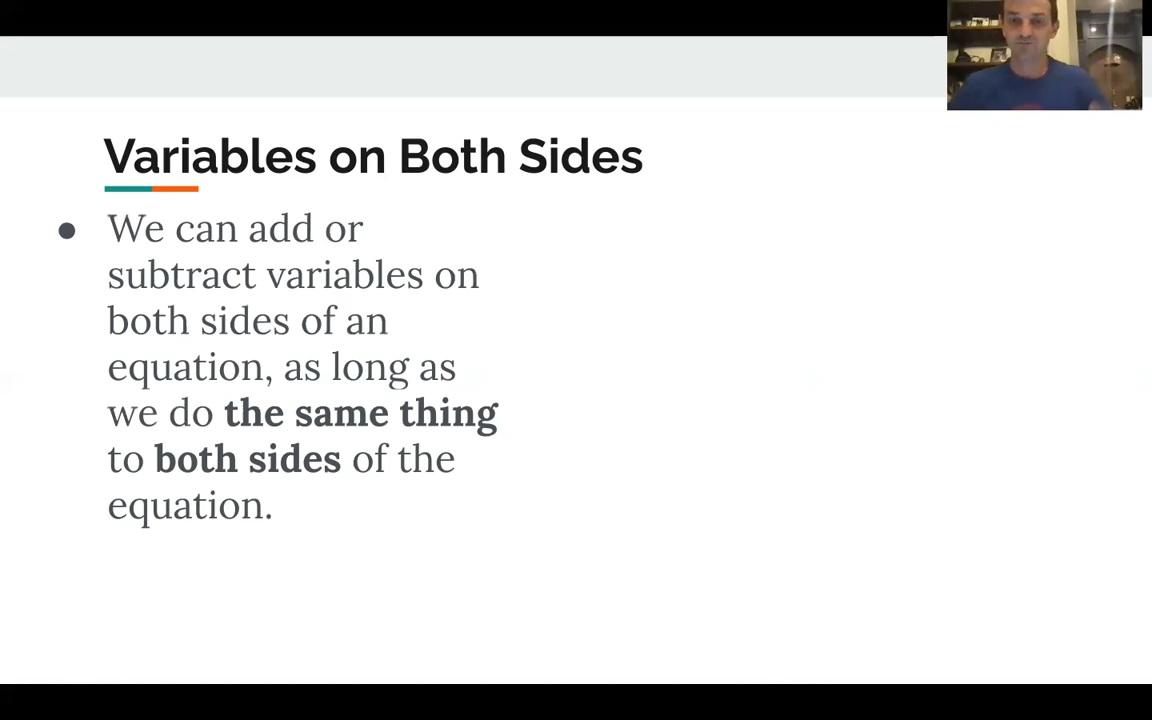 Variables on Both Sides
● We can add or
subtract variables on
both sides of an
equation, as long as
we do the same thing
to both sides of the
equation.